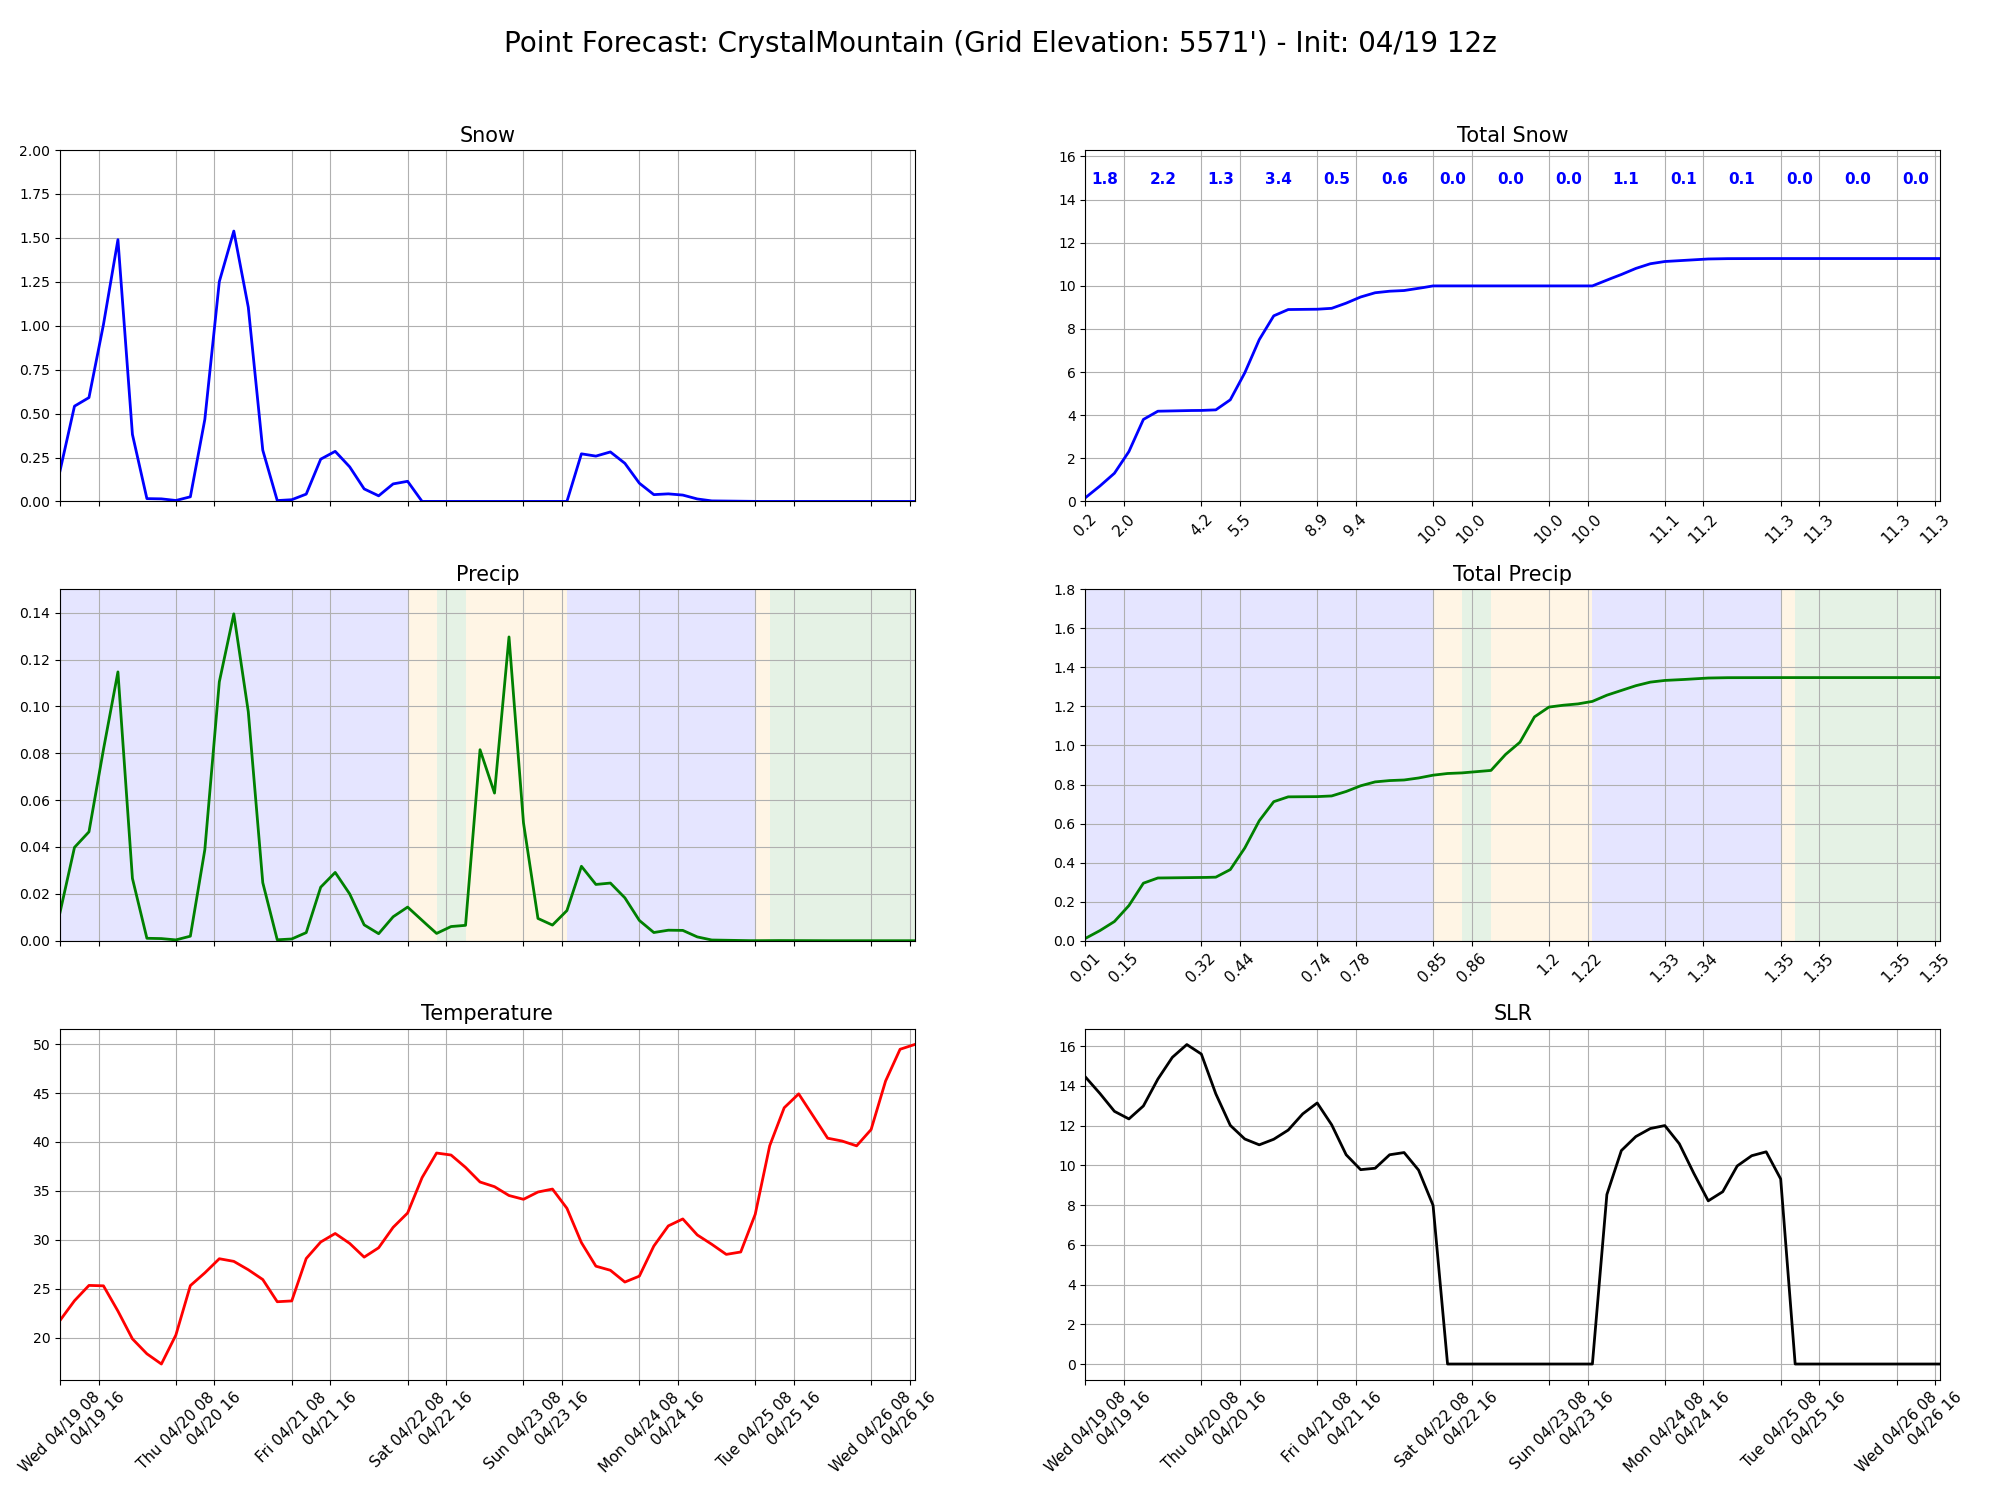 Point Forecast: CrystalMountain (Grid Elevation: 5571') - Init: 04/19 12z
Snow
2.00
1.75
1.50
1.25
1.00
0.75
0.50
0.25
0.00
Total Snow
16
14
12
10
8
6
4
2
0
1.8 2.2 1.3 3.4 0.5 0.6 0.0 0.0 0.0 1.1 0.1 0.1 0.0 0.0 0.0
0.2 2.0 4.2 5.5 8.9 9.4 10.0 10.0 10.0 10.0 11.1 11.2 11.3 11.3 11.3 11.3
Precip
0.14
0.12
0.10
0.08
0.06
0.04
0.02
0.00
Total Precip
1.8
1.6
1.4
1.2
1.0
0.8
0.6
0.4
0.2
0.0
0.01 0.15 0.32 0.44 0.74 0.78 0.85 0.86 1.2 1.22 1.33 1.34 1.35 1.35 1.35 1.35
Temperature
50
45
40
35
30
25
20
Wed 04/19 08
04/19 16
Thu 04/20 08
04/20 16
Fri 04/21 08
04/21 16
Sat 04/22 08
04/22 16
Sun 04/23 08
04/23 16
Mon 04/24 08
04/24 16
Tue 04/25 08
04/25 16
Wed 04/26 08
04/26 16
SLR
16
14
12
10
8
6
4
2
0
Wed 04/19 08
04/19 16
Thu 04/20 08
04/20 16
Fri 04/21 08
04/21 16
Sat 04/22 08
04/22 16
Sun 04/23 08
04/23 16
Mon 04/24 08
04/24 16
Tue 04/25 08
04/25 16
Wed 04/26 08
04/26 16